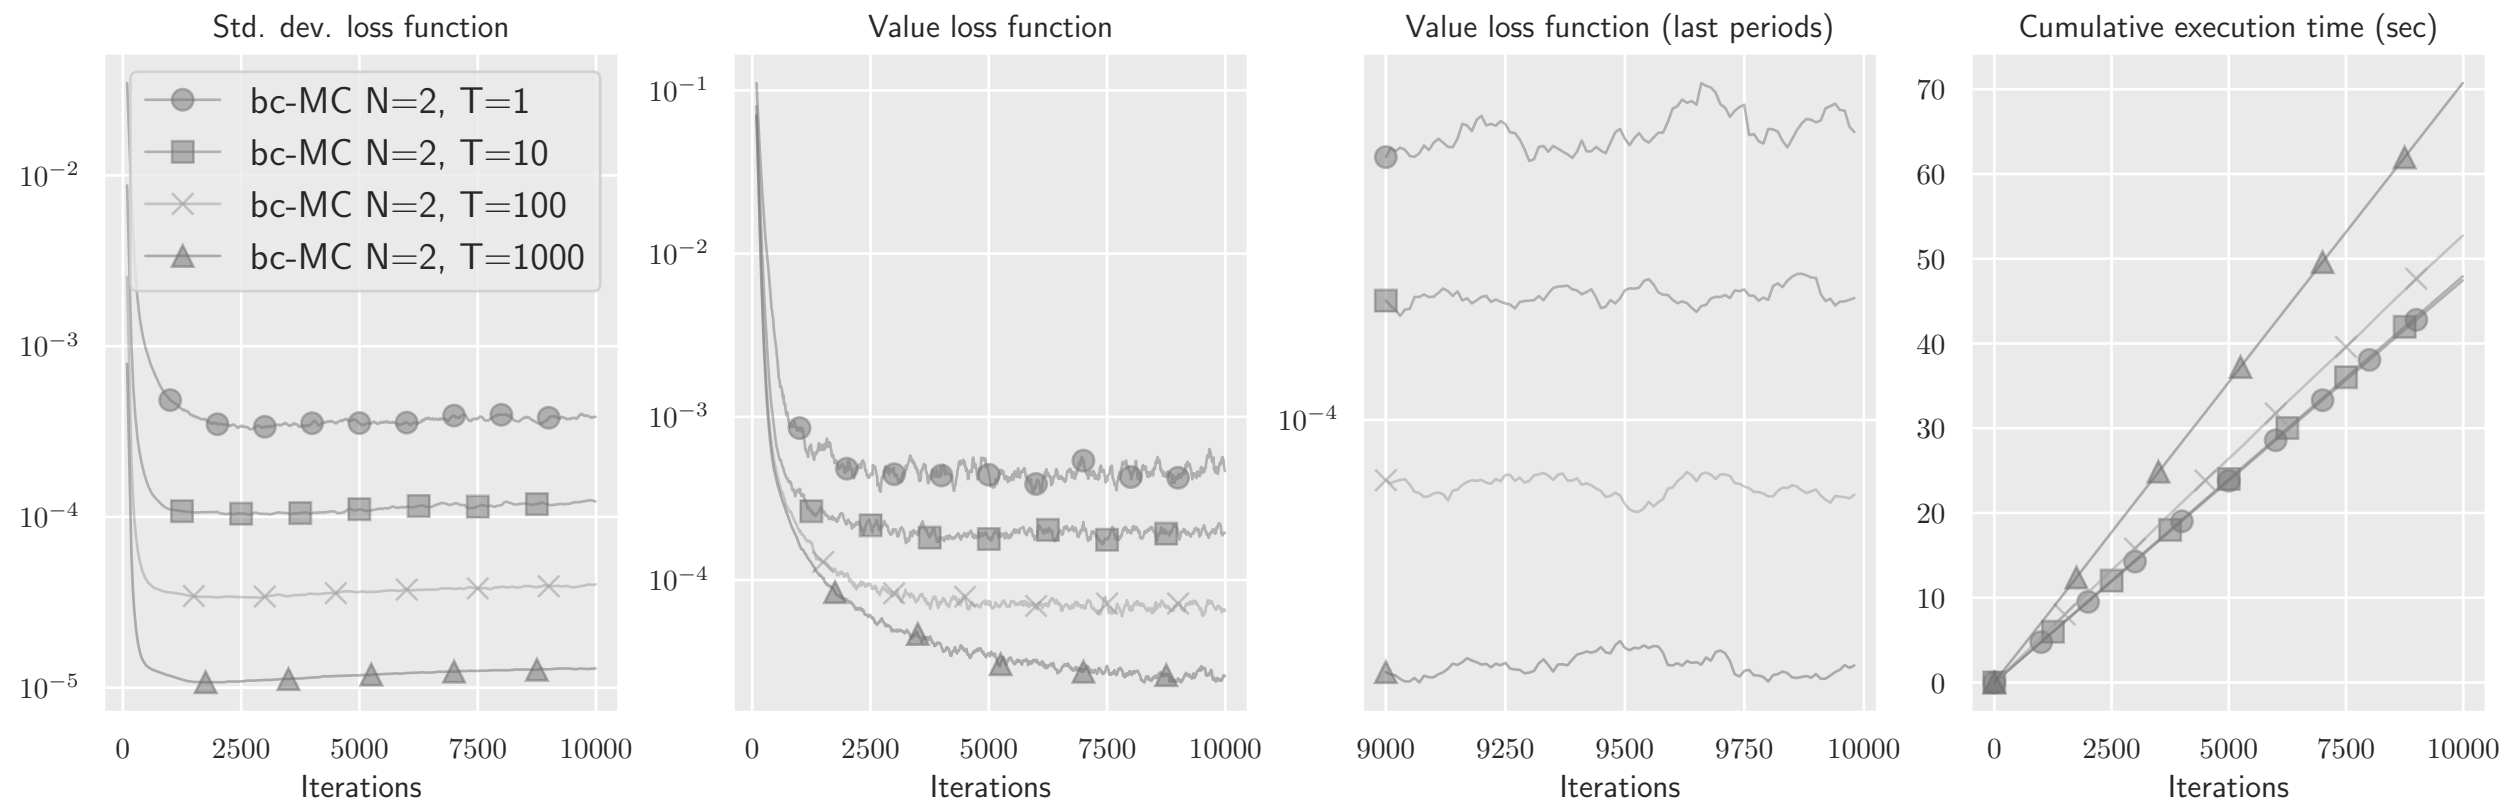 Std. dev. loss function
10−2
10−3
10−4
10−5
bc-MC N=2, T=1
bc-MC N=2, T=10
bc-MC N=2, T=100
bc-MC N=2, T=1000
0 2500 5000 7500 10000
Iterations
Value loss function
10−1
10−2
10−3
10−4
0 2500 5000 7500 10000
Iterations
Value loss function (last periods)
10−4
9000 9250 9500 9750 10000
Iterations
Cumulative execution time (sec)
70
60
50
40
30
20
10
0
0 2500 5000 7500 10000
Iterations